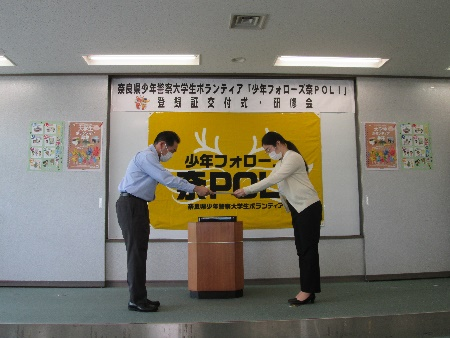 奈良県少年警察大学生ボランティア「少年フォローズ奈POLI」
登録証交付式・研修会
少年フォローズ
奈POLI
奈良県少年警察大学生ボランティア